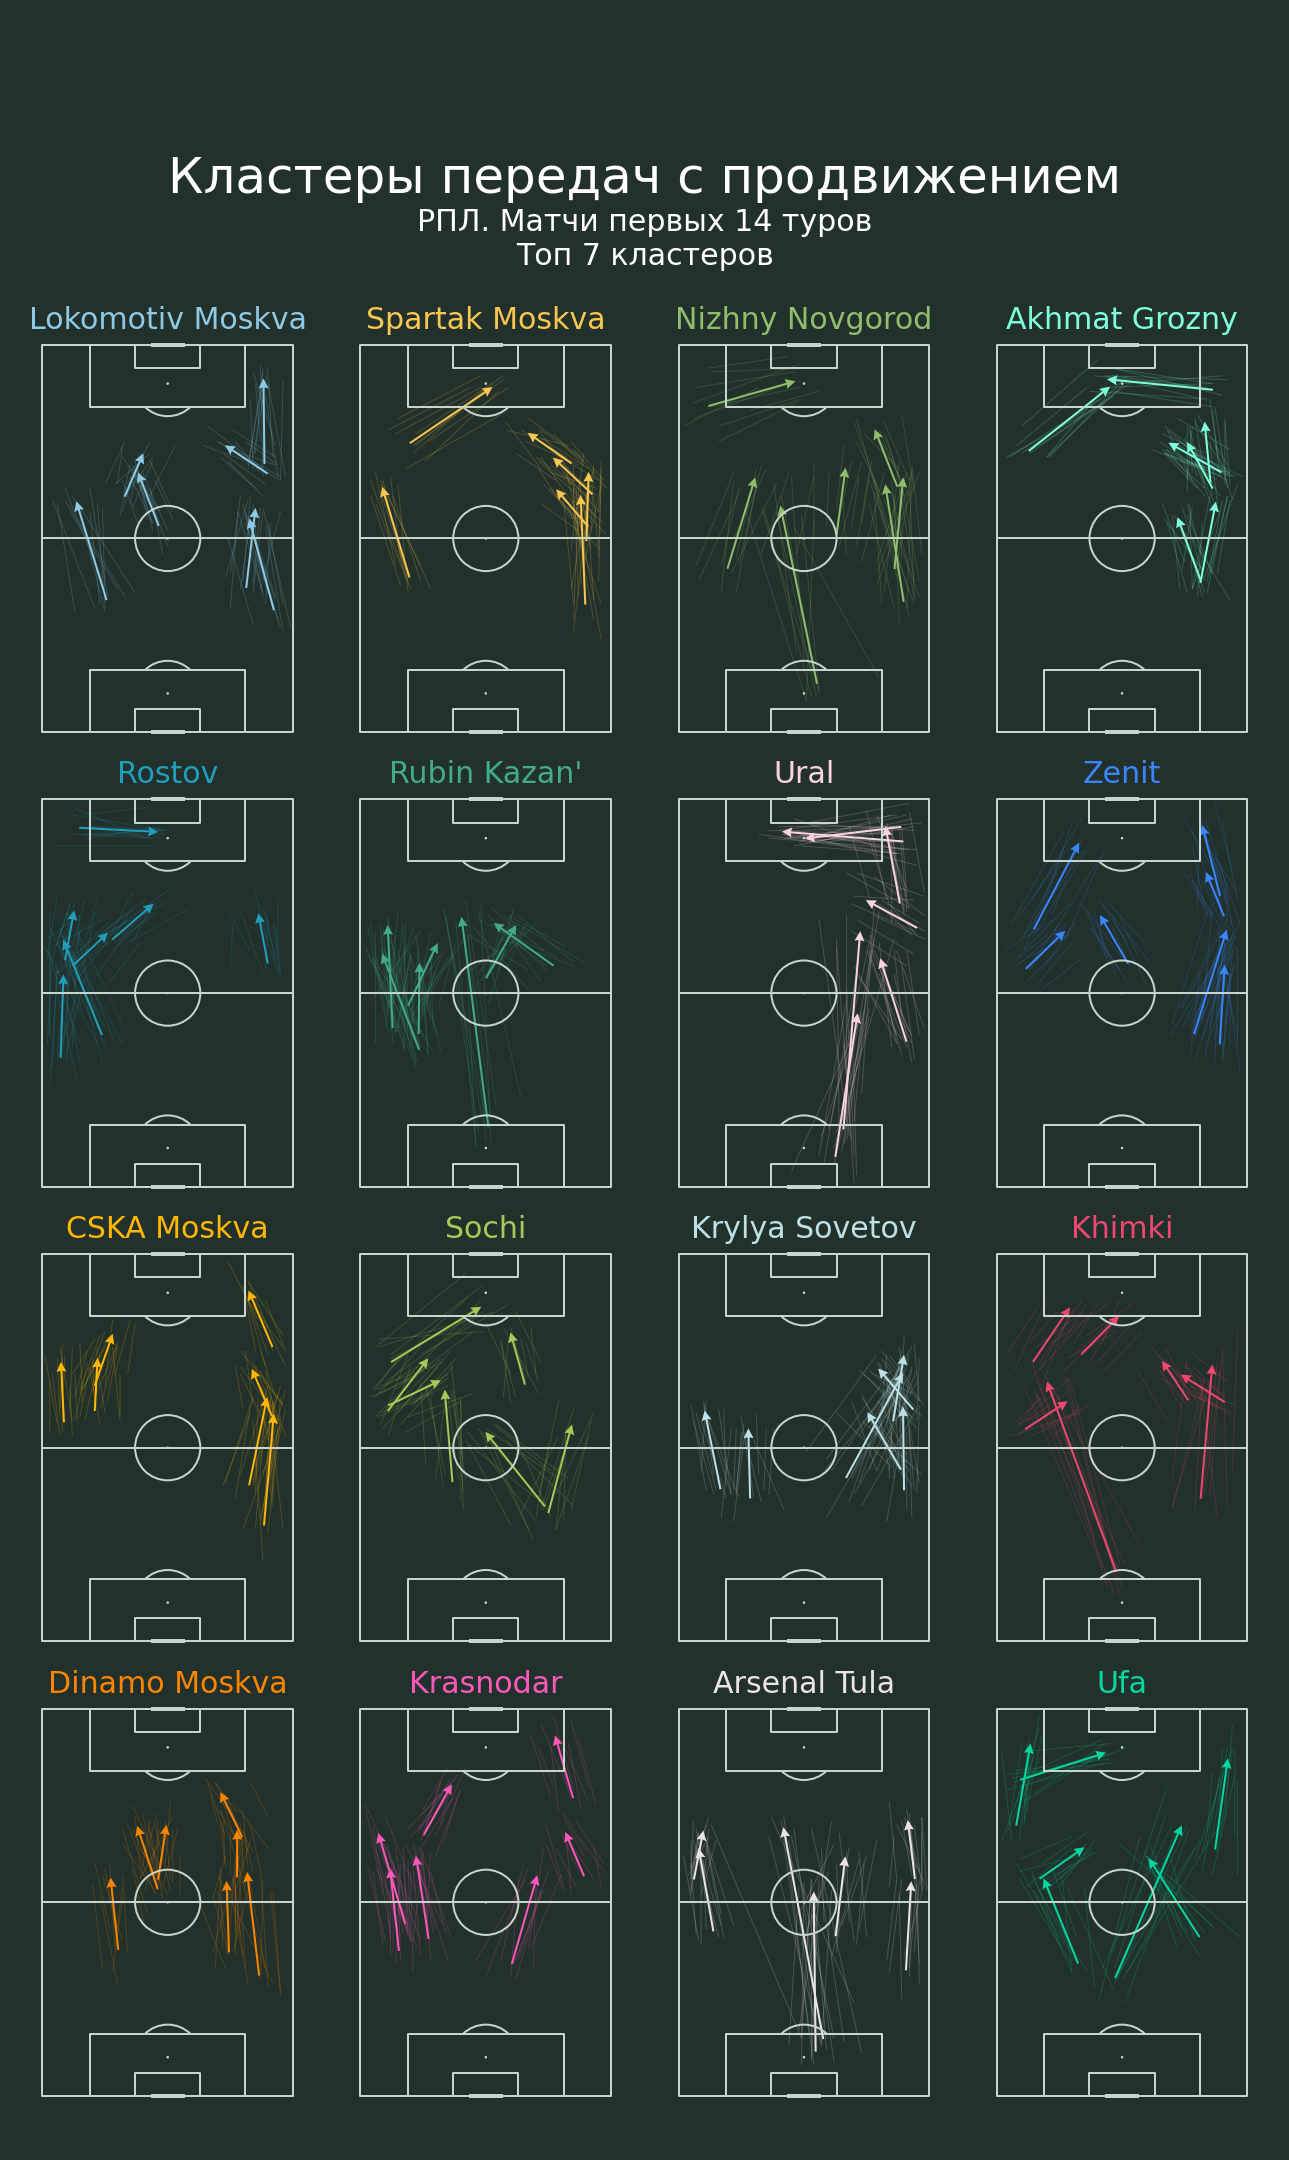 Кластеры передач с продвижением
РПЛ. Матчи первых 14 туров
Топ 7 кластеров
Lokomotiv Moskva
Spartak Moskva
Nizhny Novgorod
Akhmat Grozny
Rostov
Rubin Kazan'
Ural
Zenit
CSKA Moskva
Sochi
Krylya Sovetov
Khimki
Dinamo Moskva
Krasnodar
Arsenal Tula
Ufa